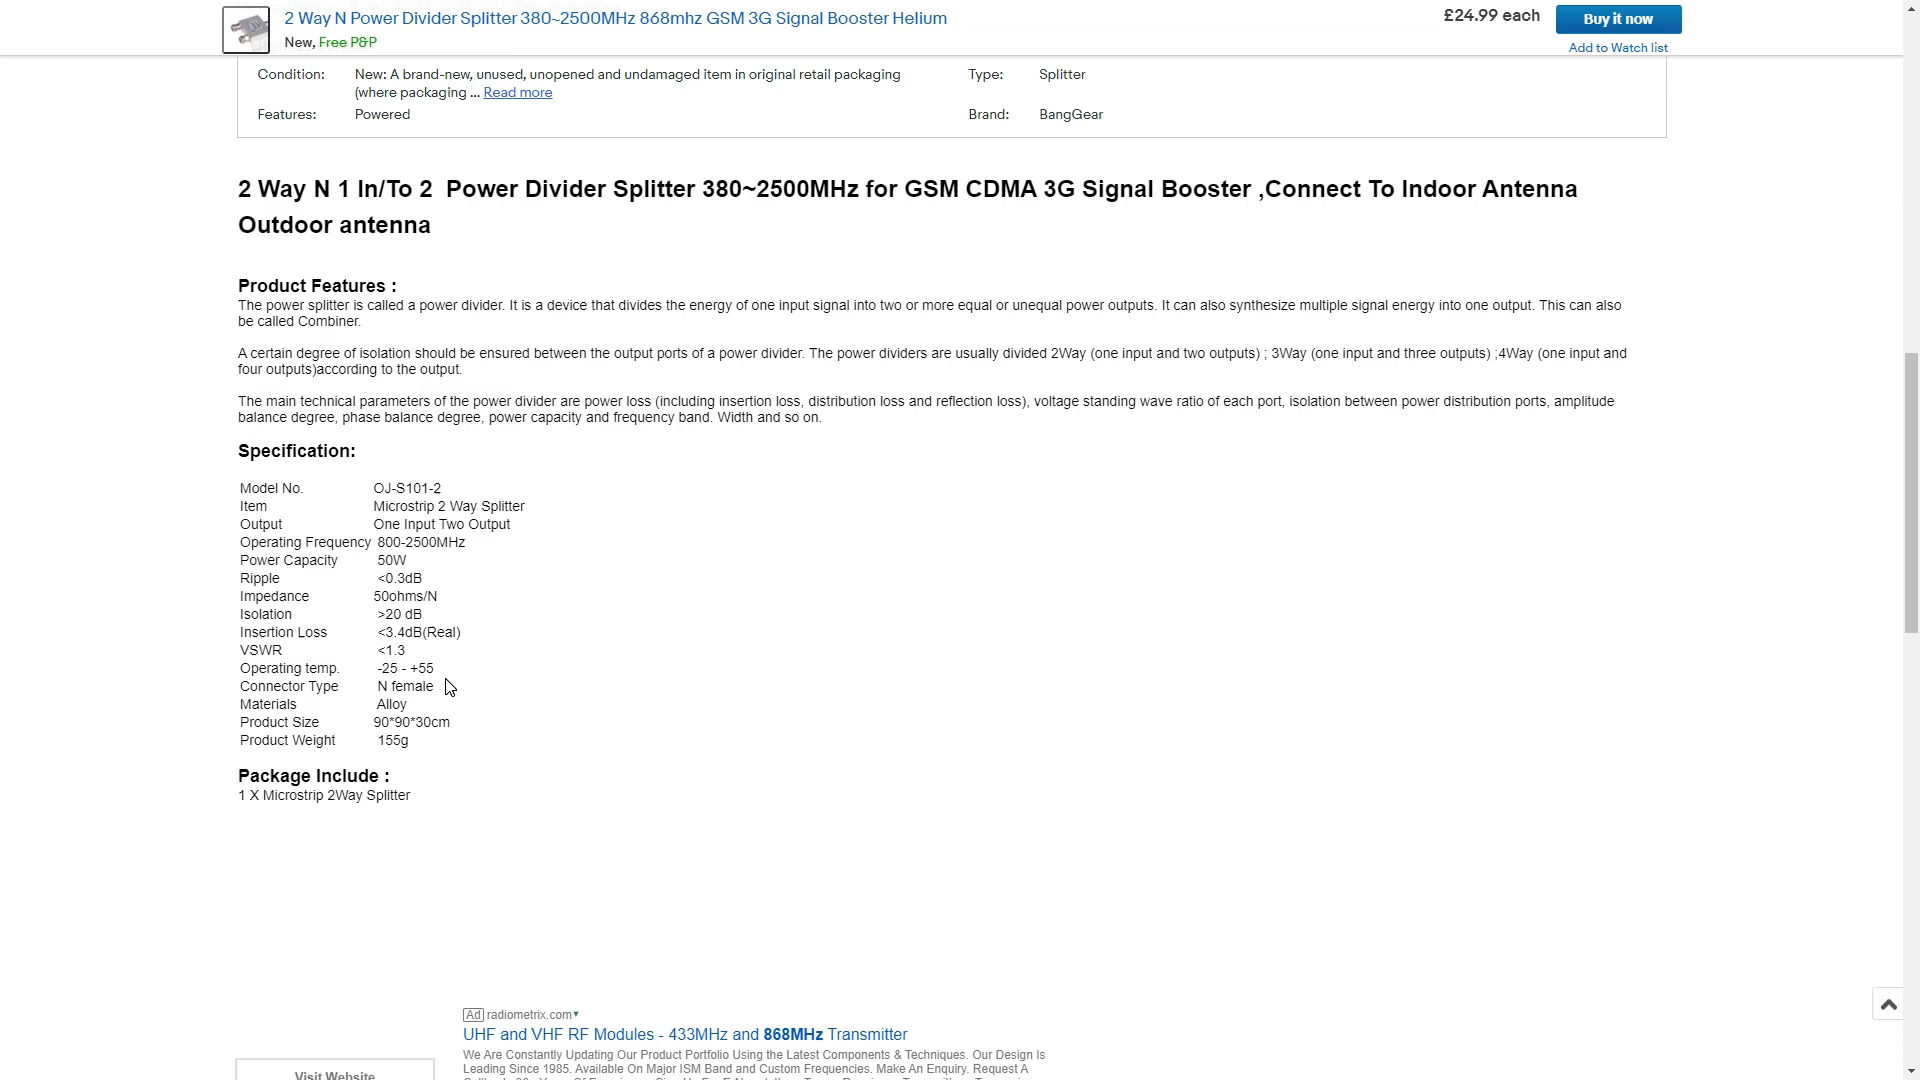 2 Way N Power Divider Splitter 380~2500MHz 868mhz GSM 3G Signal Booster Helium
New, Free P&P
£24.99 each
Buy it now
Add to Watch list
Condition: New: A brand-new, unused, unopened and undamaged item in original retail packaging
(where packaging ... Read more
Type: Splitter
Features: Powered
Brand: BangGear
2 Way N 1 In/To 2 Power Divider Splitter 380~2500MHz for GSM CDMA 3G Signal Booster ,Connect To Indoor Antenna
Outdoor antenna
Product Features :
The power splitter is called a power divider. It is a device that divides the energy of one input signal into two or more equal or unequal power outputs. It can also synthesize multiple signal energy into one output. This can also
be called Combiner.
A certain degree of isolation should be ensured between the output ports of a power divider. The power dividers are usually divided 2Way (one input and two outputs) ; 3Way (one input and three outputs) ;4Way (one input and
four outputs)according to the output.
The main technical parameters of the power divider are power loss (including insertion loss, distribution loss and reflection loss), voltage standing wave ratio of each port, isolation between power distribution ports, amplitude
balance degree, phase balance degree, power capacity and frequency band. Width and so on.
Specification:
Model No. OJ-S101-2
Item Microstrip 2 Way Splitter
Output One Input Two Output
Operating Frequency 800-2500MHz
Power Capacity 50W
Ripple <0.3dB
Impedance 50ohms/N
Isolation >20 dB
Insertion Loss <3.4dB(Real)
VSWR <1.3
Operating temp. -25 - +55
Connector Type N female
Materials Alloy
Product Size 90*90*30cm
Product Weight 155g
Package Include :
1 X Microstrip 2Way Splitter
Ad radiometrix.com
UHF and VHF RF Modules - 433MHz and 868MHz Transmitter
We Are Constantly Updating Our Product Portfolio Using the Latest Components & Techniques. Our Design Is
Leading Since 1985. Available On Major ISM Band and Custom Frequencies. Make An Enquiry. Request A
Visit Website